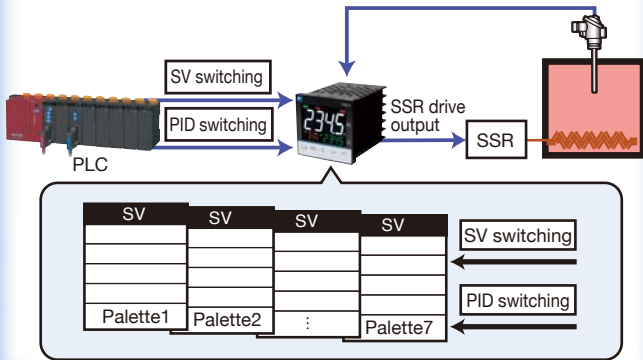 SV switching
PID switching
PLC
2345
SSR drive
output
SSR
SV
SV
SV
SV
SV switching
PID switching
Palette1
Palette2
⋮
Palette7